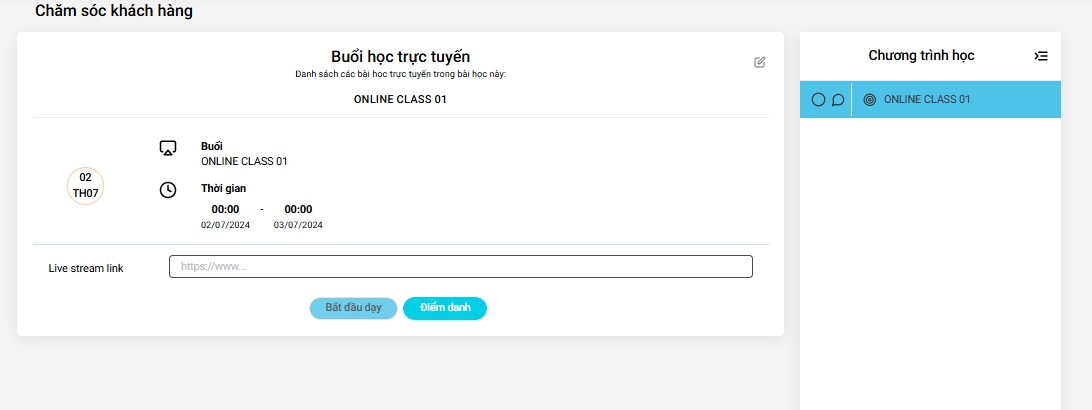 Chăm sóc khách hàng
Buổi học trực tuyến
Danh sách các bài học trực tuyến trong bài học này:
ONLINE CLASS 01
02
TH07
Buổi
ONLINE CLASS 01
Thời gian
00:00 - 00:00
02/07/2024 03/07/2024
Live stream link
https://www...
Bắt đầu dạy
Điểm danh
Chương trình học
ONLINE CLASS 01